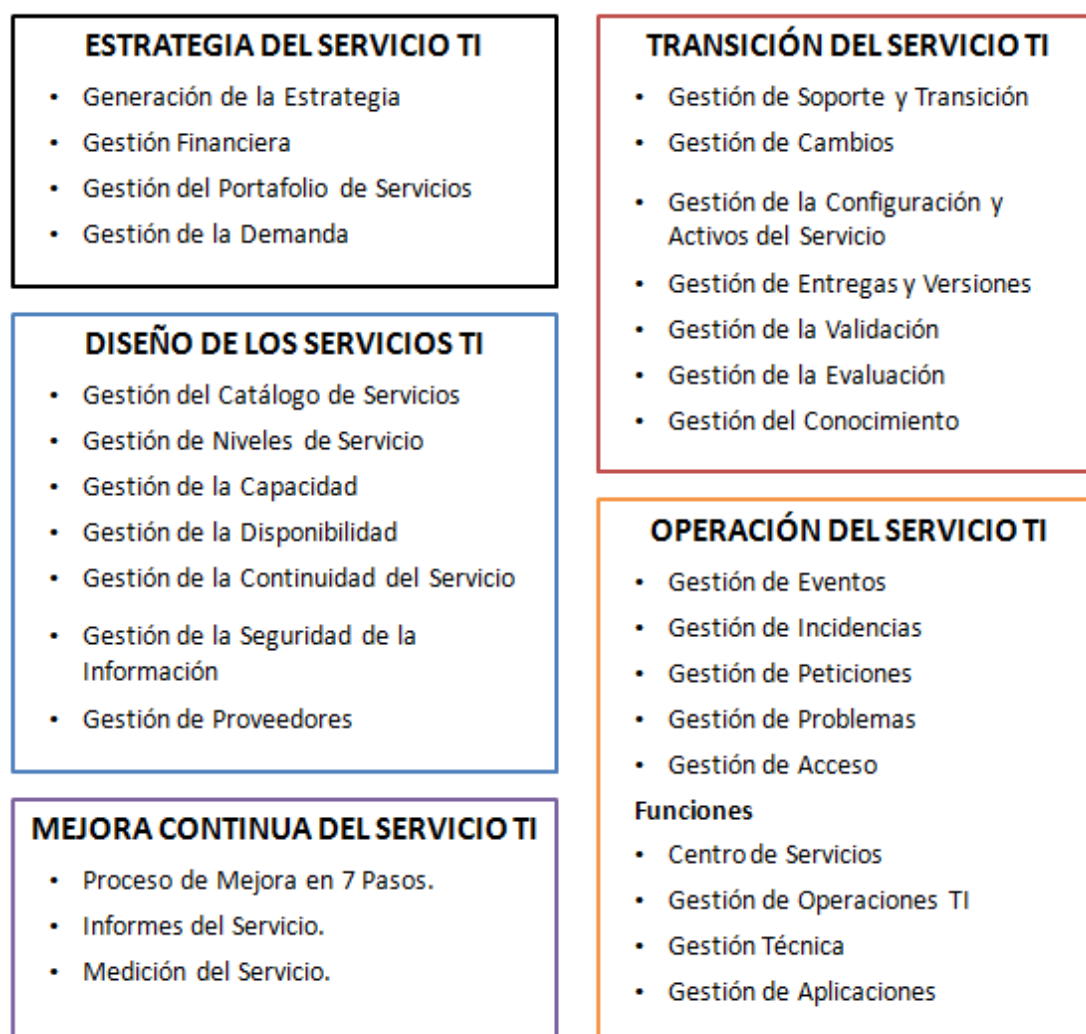 ESTRATEGIA DEL SERVICIO TI
• Generación de la Estrategia
• Gestión Financiera
• Gestión del Portafolio de Servicios
• Gestión de la Demanda
DISEÑO DE LOS SERVICIOS TI
• Gestión del Catálogo de Servicios
• Gestión de Niveles de Servicio
• Gestión de la Capacidad
• Gestión de la Disponibilidad
• Gestión de la Continuidad del Servicio
• Gestión de la Seguridad de la
Información
• Gestión de Proveedores
MEJORA CONTINUA DEL SERVICIO TI
• Proceso de Mejora en 7 Pasos.
• Informes del Servicio.
• Medición del Servicio.
TRANSICIÓN DEL SERVICIO TI
• Gestión de Soporte y Transición
• Gestión de Cambios
• Gestión de la Configuración y
Activos del Servicio
• Gestión de Entregas y Versiones
• Gestión de la Validación
• Gestión de la Evaluación
• Gestión del Conocimiento
OPERACIÓN DEL SERVICIO TI
• Gestión de Eventos
• Gestión de Incidencias
• Gestión de Peticiones
• Gestión de Problemas
• Gestión de Acceso
Funciones
• Centro de Servicios
• Gestión de Operaciones TI
• Gestión Técnica
• Gestión de Aplicaciones